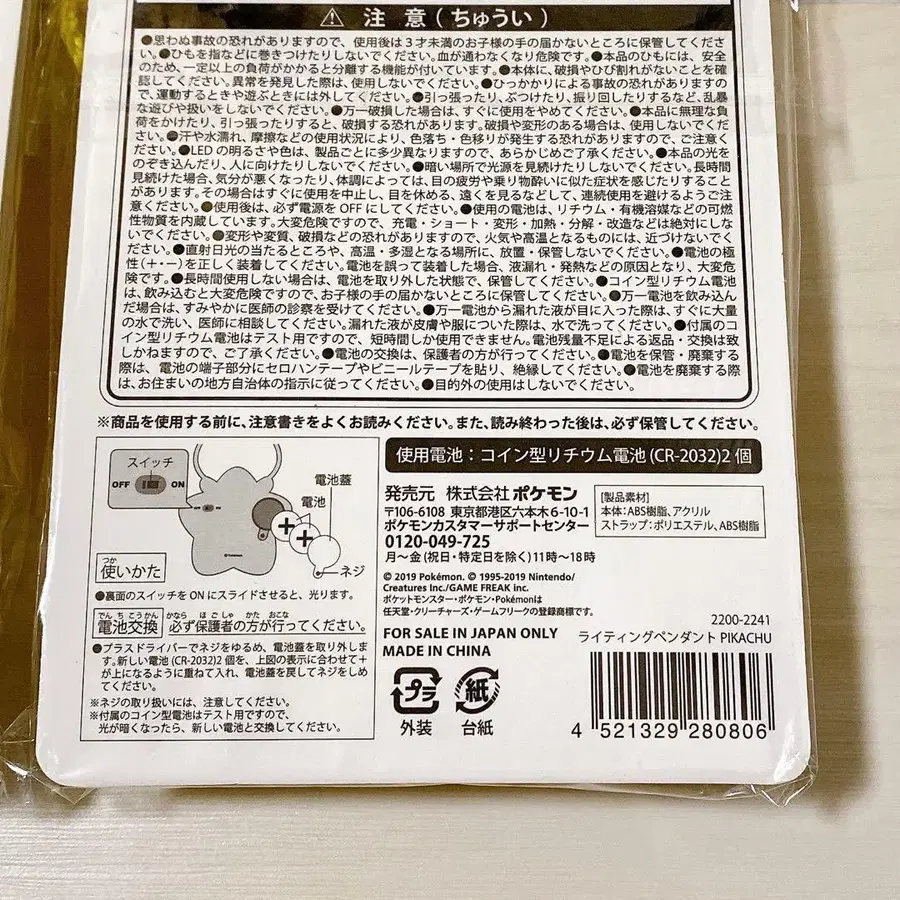 注意(ちゅうい)
●思わぬ事故の恐れがありますので、使用後は3才未満のお子様の手の届かないところに保管してくださ
い。●ひもを指などに巻きつけたりしないでください。血が通わなくなり危険です。●本品のひもには、安全
のため、一定以上の負荷がかかると分離する機能が付いています。●本体に、破損やひび割れがないことを確
認してください。異常を発見した際は、使用しないでください。●ひっかかりによる事故の恐れがありますので、
運動するときや遊ぶときには外してください。●引っ張ったり、ぶつけたり、振り回したりするなど、乱暴
な遊びや扱いをしないでください。●万一破損した場合は、すぐに使用をやめてください。●本品に無理な負
荷をかけたり、引っ張ったりすると、破損する恐れがあります。破損や変形のある場合は、使用しないでくださ
い。●汗や水濡れ、摩擦などの使用状況により、色落ち・色移りが発生する恐れがありますので、ご注意くださ
い。●LEDの明るさや色は、製品ごとに多少異なりますので、あらかじめご了承ください。●本品の光を
のぞき込んだり、人に向けたりしないでください。●暗い場所で光源を見続けたりしないでください。長時間
見続けた場合、気分が悪くなったり、体調によっては、目の疲労や乗り物酔いに似た症状を感じたりすること
があります。その場合はすぐに使用を中止し、目を休める、遠くを見るなどして、連続使用を避けるようご注
意ください。●使用後は、必ず電源をOFFにしてください。●使用の電池は、リチウム・有機溶媒などの可燃
性物質を内蔵しています。大変危険ですので、充電・ショート・変形・加熱・分解・改造などは絶対にしな
いでください。●変形や変質、破損などの恐れがありますので、火気や高温となるものには、近づけないでくだ
さい。●直射日光の当たるところや、高温・多湿となる場所に、放置・保管しないでください。●電池の極
性(+・−)を正しく装着してください。電池を誤って装着した場合、液漏れ・発熱などの原因となり、大変危
険です。●長時間使用しない場合は、電池を取り外した状態で、保管してください。●コイン型リチウム電池
は、飲み込むと大変危険ですので、お子様の手の届かないところに保管してください。●万一電池を飲み込ん
だ場合は、すみやかに医師の診察を受けてください。●万一電池から漏れた液が目に入った際は、すぐに大量
の水で洗い、医師に相談してください。漏れた液が皮膚や服についた際は、水で洗ってください。●付属のコ
イン型リチウム電池はテスト用ですので、短時間しか使用できません。電池残量不足による返品・交換は致
しかねますので、ご了承ください。●電池の交換は、保護者の方が行ってください。●電池を保管・廃棄する
際は、電池の端子部分にセロハンテープやビニールテープを貼り、絶縁してください。●電池を廃棄する際
は、お住まいの地方自治体の指示に従ってください。●目的外の使用はしないでください。
※商品を使用する前に、注意書きをよくお読みください。また、読み終わった後は、必ず保管してください。
スイッチ
OFF ON
電池蓋
電池
+ +
ネジ
つか
使いかた
●裏面のスイッチをONにスライドさせると、光ります。
でんちこうかん かなら ほごしゃ かた おこな
電池交換 必ず保護者の方が行ってください。
●プラスドライバーでネジをゆるめ、電池蓋を取り外しま
す。新しい電池(CR-2032)2個を、上図の表示に合わせて+
が上になるように重ねて入れ、電池蓋を戻してネジをしめ
てください。
※ネジの取り扱いには、注意してください。
※付属のコイン型電池はテスト用ですので、
光が暗くなったら、新しい電池と交換してください。
使用電池:コイン型リチウム電池(CR-2032)2個
発売元 株式会社ポケモン
〒106-6108 東京都港区六本木6-10-1
ポケモンカスタマーサポートセンター
0120-049-725
月〜金(祝日・特定日を除く)11時〜18時
[製品素材]
本体:ABS樹脂、アクリル
ストラップ:ポリエステル、ABS樹脂
© 2019 Pokémon. © 1995-2019 Nintendo/
Creatures Inc./GAME FREAK inc.
ポケットモンスター・ポケモン・Pokémonは
任天堂・クリーチャーズ・ゲームフリークの登録商標です。
FOR SALE IN JAPAN ONLY
MADE IN CHINA
2200-2241
ライティングペンダント PIKACHU
プラ 紙
外装 台紙
4 521329 280806